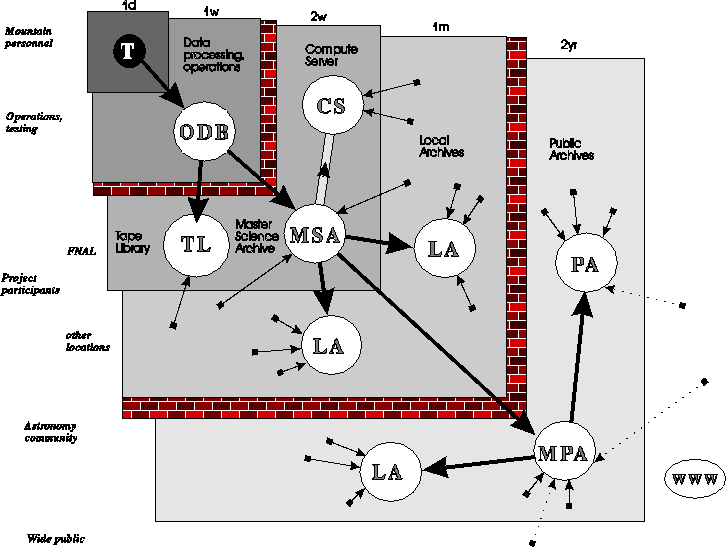 1d
1w
2w
1m
2yr
Mountain
personnel
T
Data
processing,
operations
Compute
Server
CS
Operations,
testing
ODB
Local
Archives
Public
Archives
FNAL
Tape
Library
TL
Master
Science
Archive
MSA
LA
PA
Project
participants
other
locations
LA
Astronomy
community
LA
MPA
WWW
Wide public